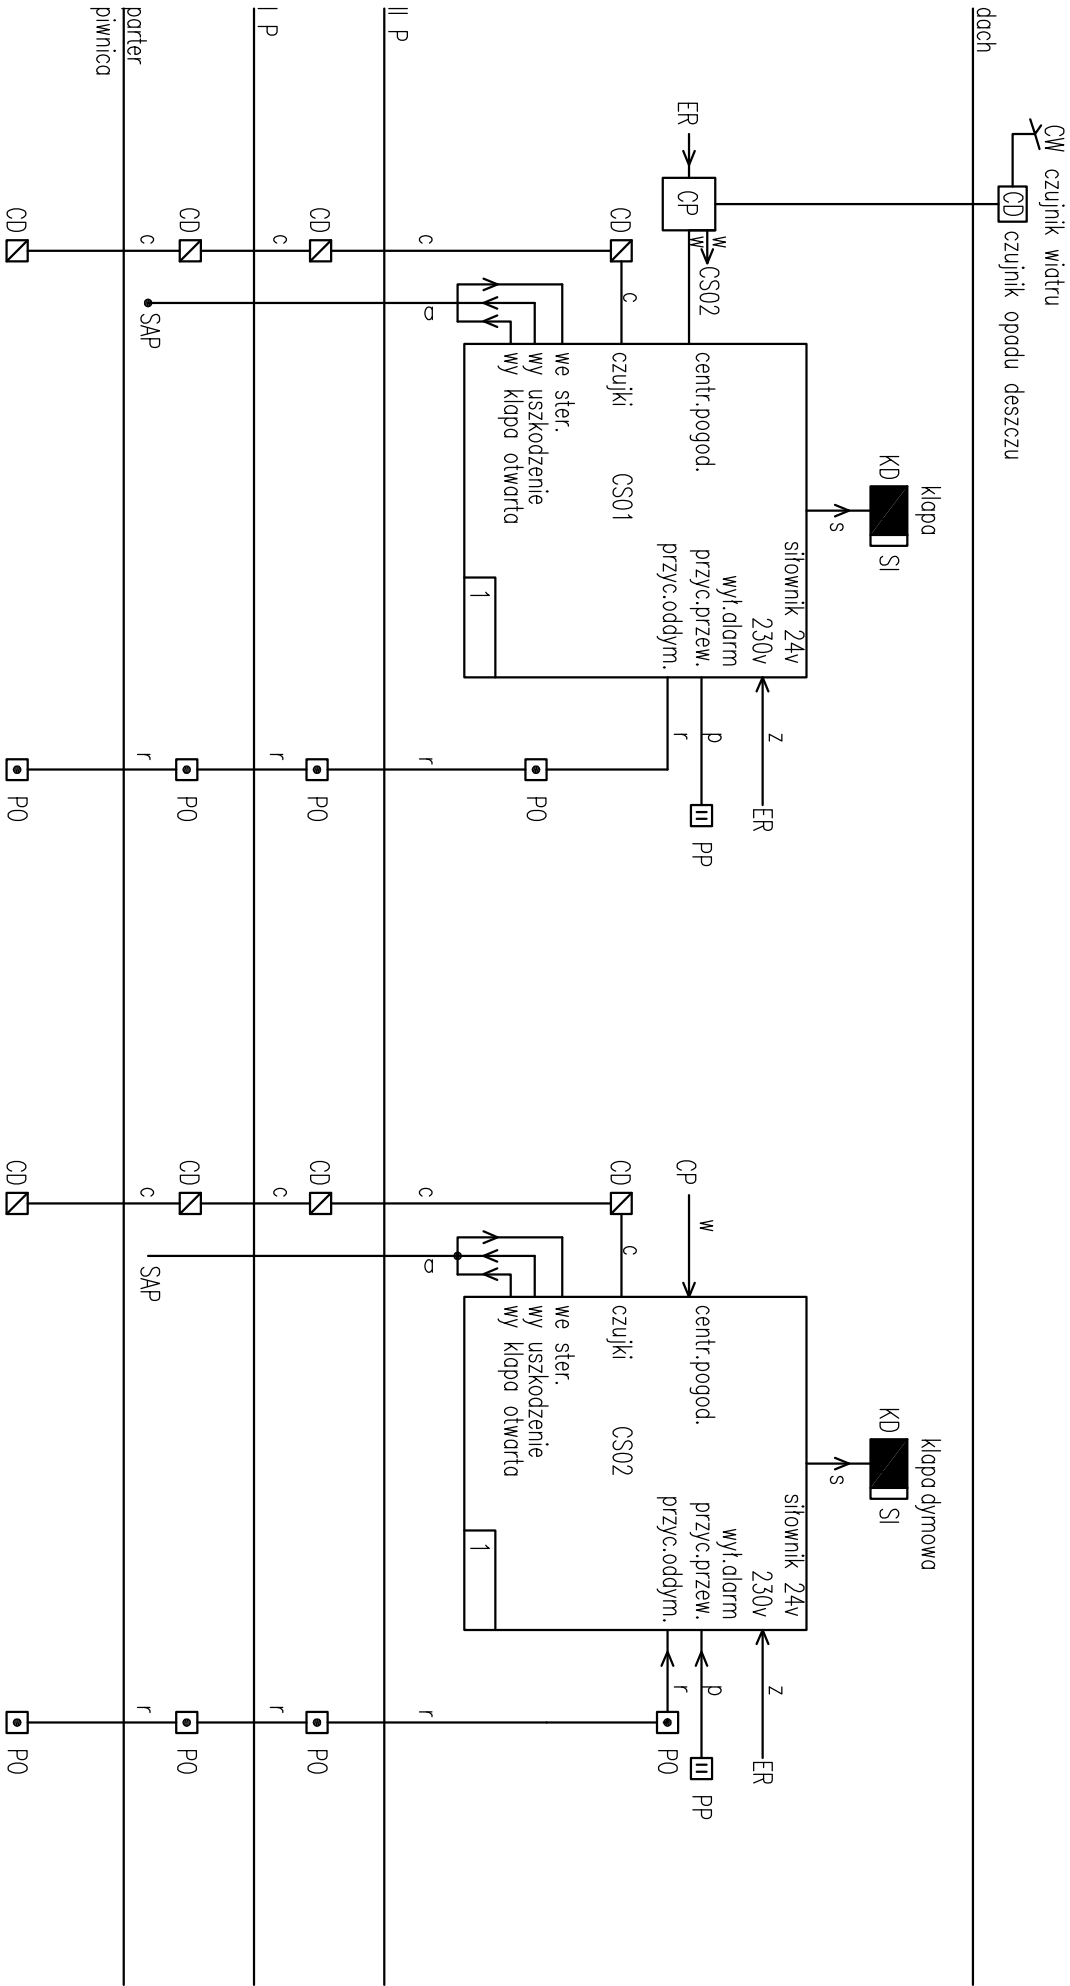 CW czujnik wiatru
CD czujnik opadu deszczu
dach
klapa
KD
SI
s
klapa dymowa
KD
SI
s
ER
CP
w
w
CS02
centr.pogod.
siłownik 24v
230v
wył.alarm
przyc.przew.
przyc.oddym.
z
ER
p
PP
r
CD
c
czujki
CS01
we ster.
wy uszkodzenie
wy klapa otwarta
1
PO
CP
w
centr.pogod.
siłownik 24v
230v
wył.alarm
przyc.przew.
przyc.oddym.
z
ER
p
PP
r
PO
CD
c
czujki
CS02
we ster.
wy uszkodzenie
wy klapa otwarta
1
II P
c
a
r
c
a
r
CD
PO
CD
PO
I P
c
r
c
r
CD
PO
CD
PO
SAP
SAP
parter
c
r
c
r
piwnica
CD
PO
CD
PO